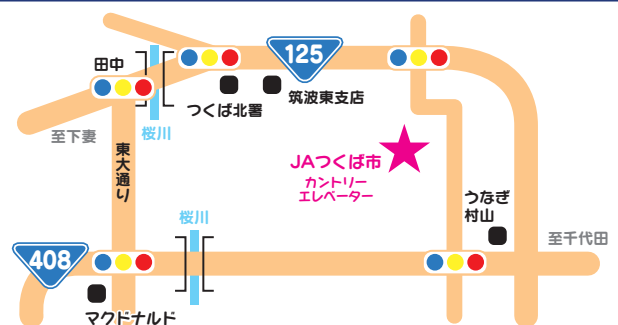 125
田中
つくば北署
筑波東支店
至下妻
桜川
東大通り
JAつくば市
カントリー
エレベーター
うなぎ
村山
桜川
至千代田
408
マクドナルド